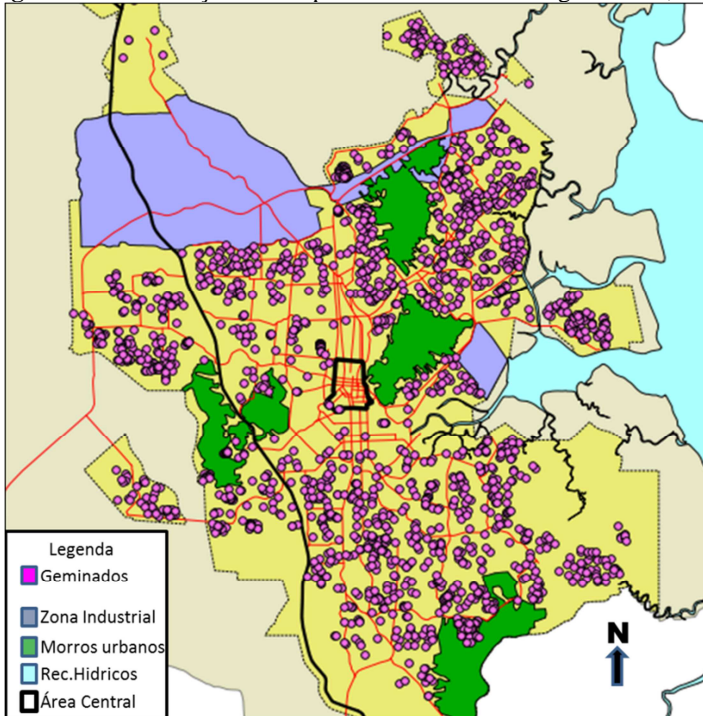 Legenda
Geminados
Zona Industrial
Morros urbanos
Rec.Hidricos
Área Central
N